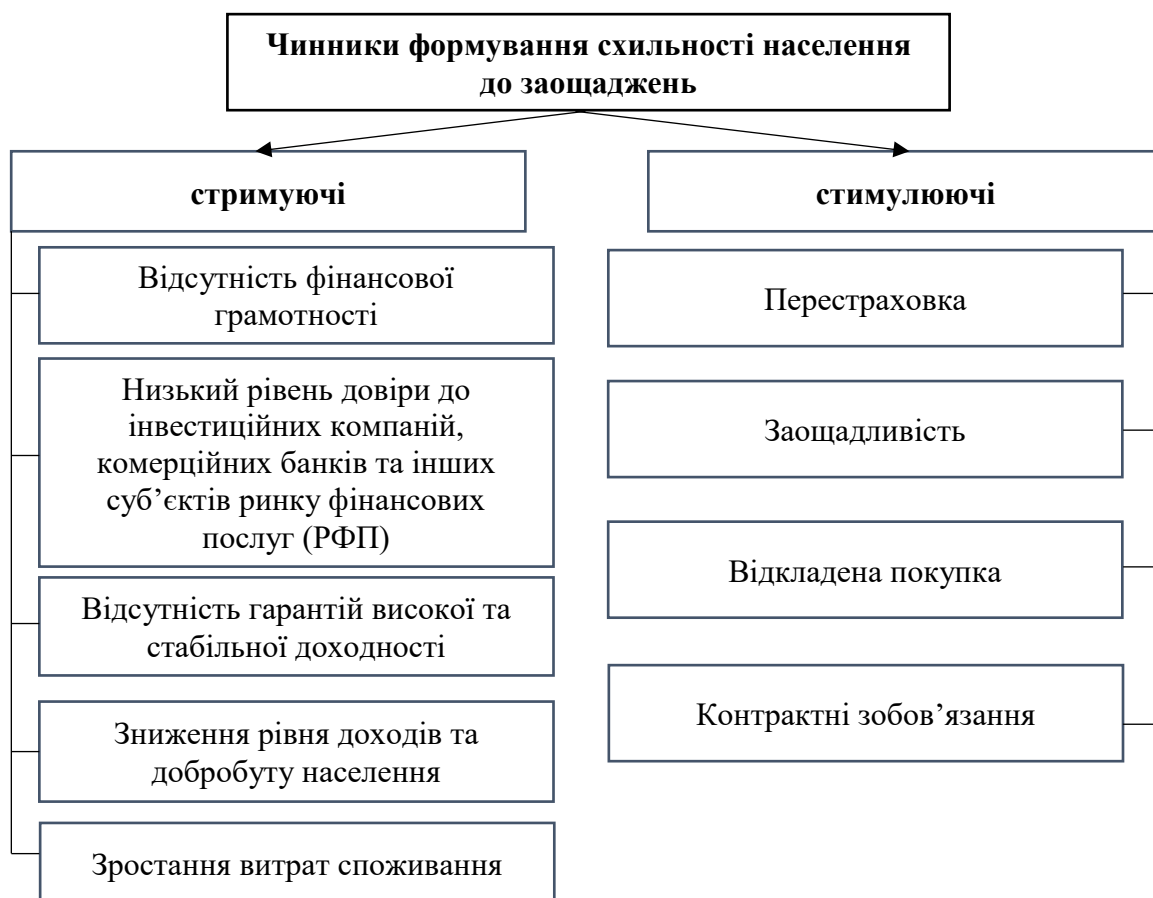 Чинники формування схильності населення
до заощаджень
стримуючі
Відсутність фінансової
грамотності
Низький рівень довіри до
інвестиційних компаній,
комерційних банків та інших
суб’єктів ринку фінансових
послуг (РФП)
Відсутність гарантій високої та
стабільної доходності
Зниження рівня доходів та
добробуту населення
Зростання витрат споживання
стимулюючі
Перестраховка
Заощадливість
Відкладена покупка
Контрактні зобов’язання